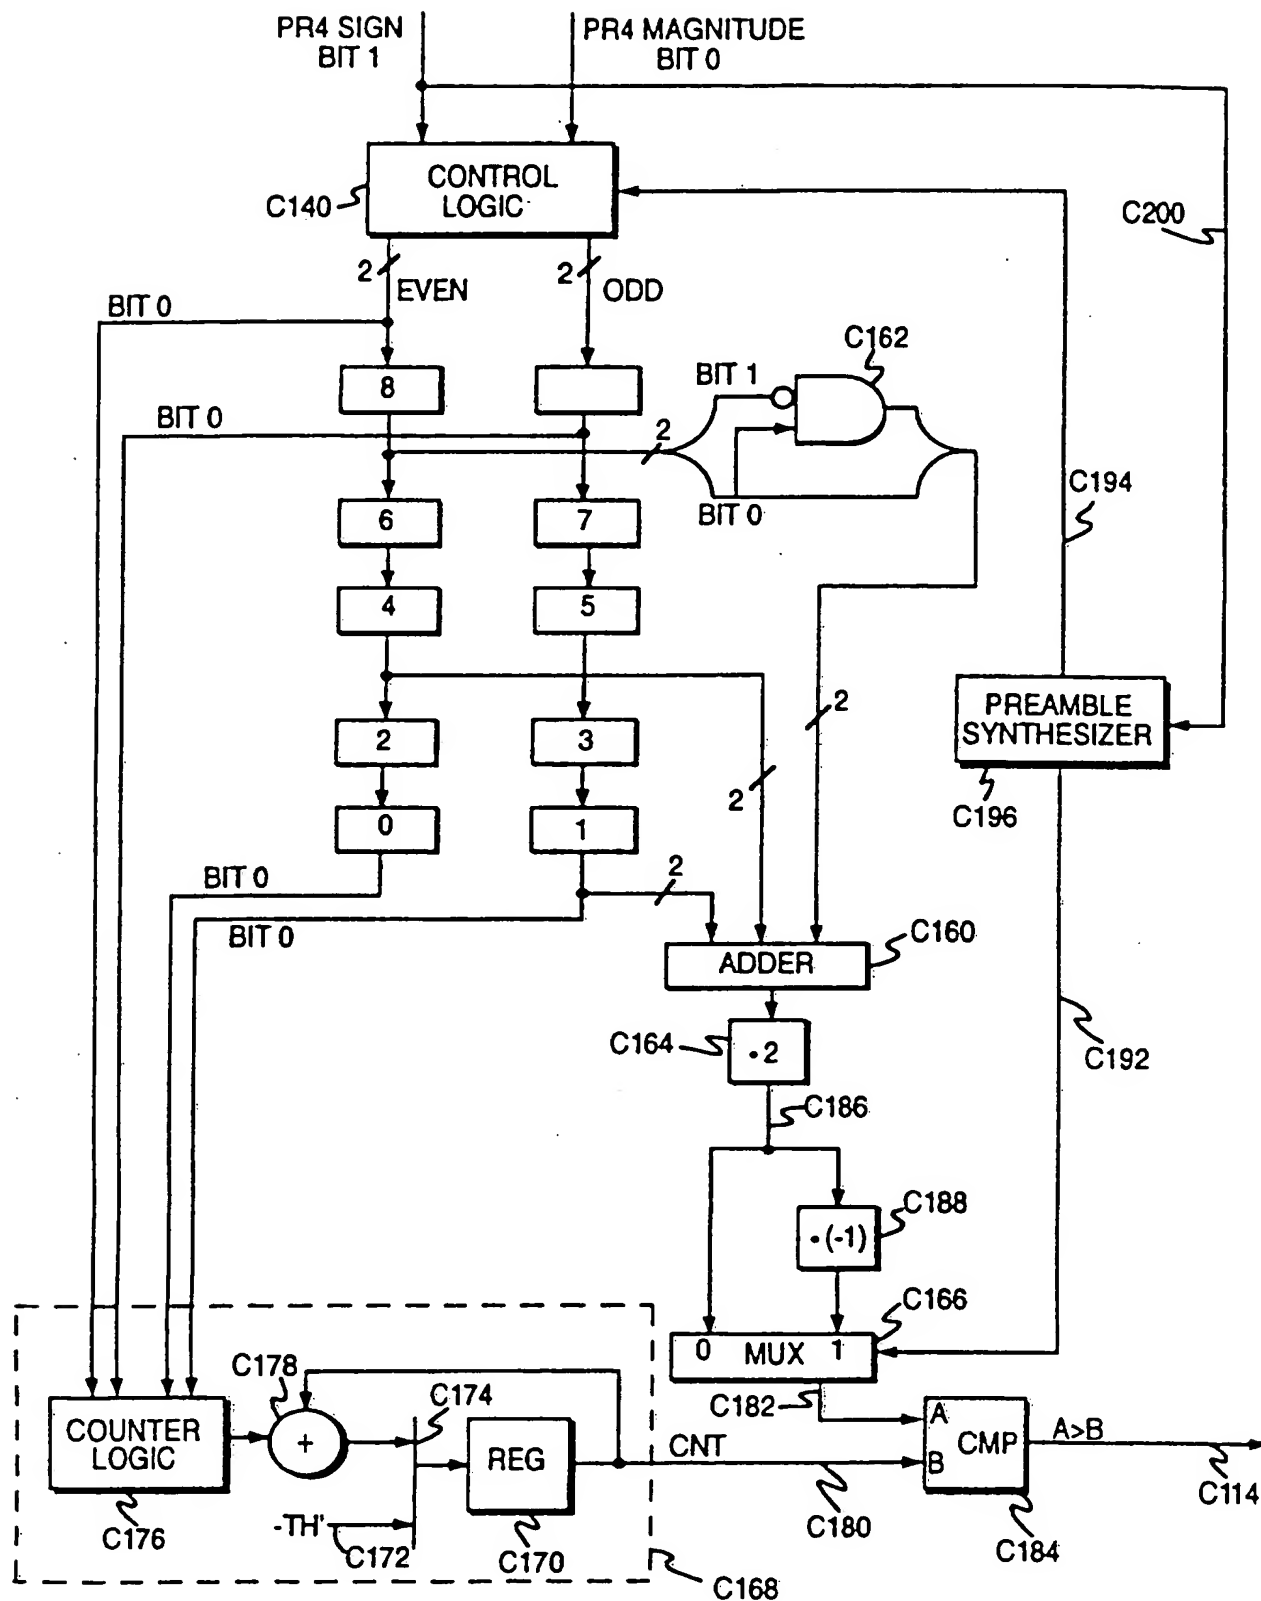 PR4 SIGN
BIT 1
PR4 MAGNITUDE
BIT 0
CONTROL
LOGIC
C140
C200
2
EVEN
2
ODD
BIT 0
C162
8
BIT 1
BIT 0
2
C194
6
7
BIT 0
4
5
PREAMBLE
SYNTHESIZER
2
2
3
2
C196
0
1
BIT 0
2
BIT 0
C160
ADDER
C164
•2
C192
C186
C188
•(-1)
C166
0
MUX
1
C178
C174
C182
A
COUNTER
LOGIC
+
REG
CNT
B
CMP
A>B
C176
-TH'
C172
C170
C180
C184
C114
C168